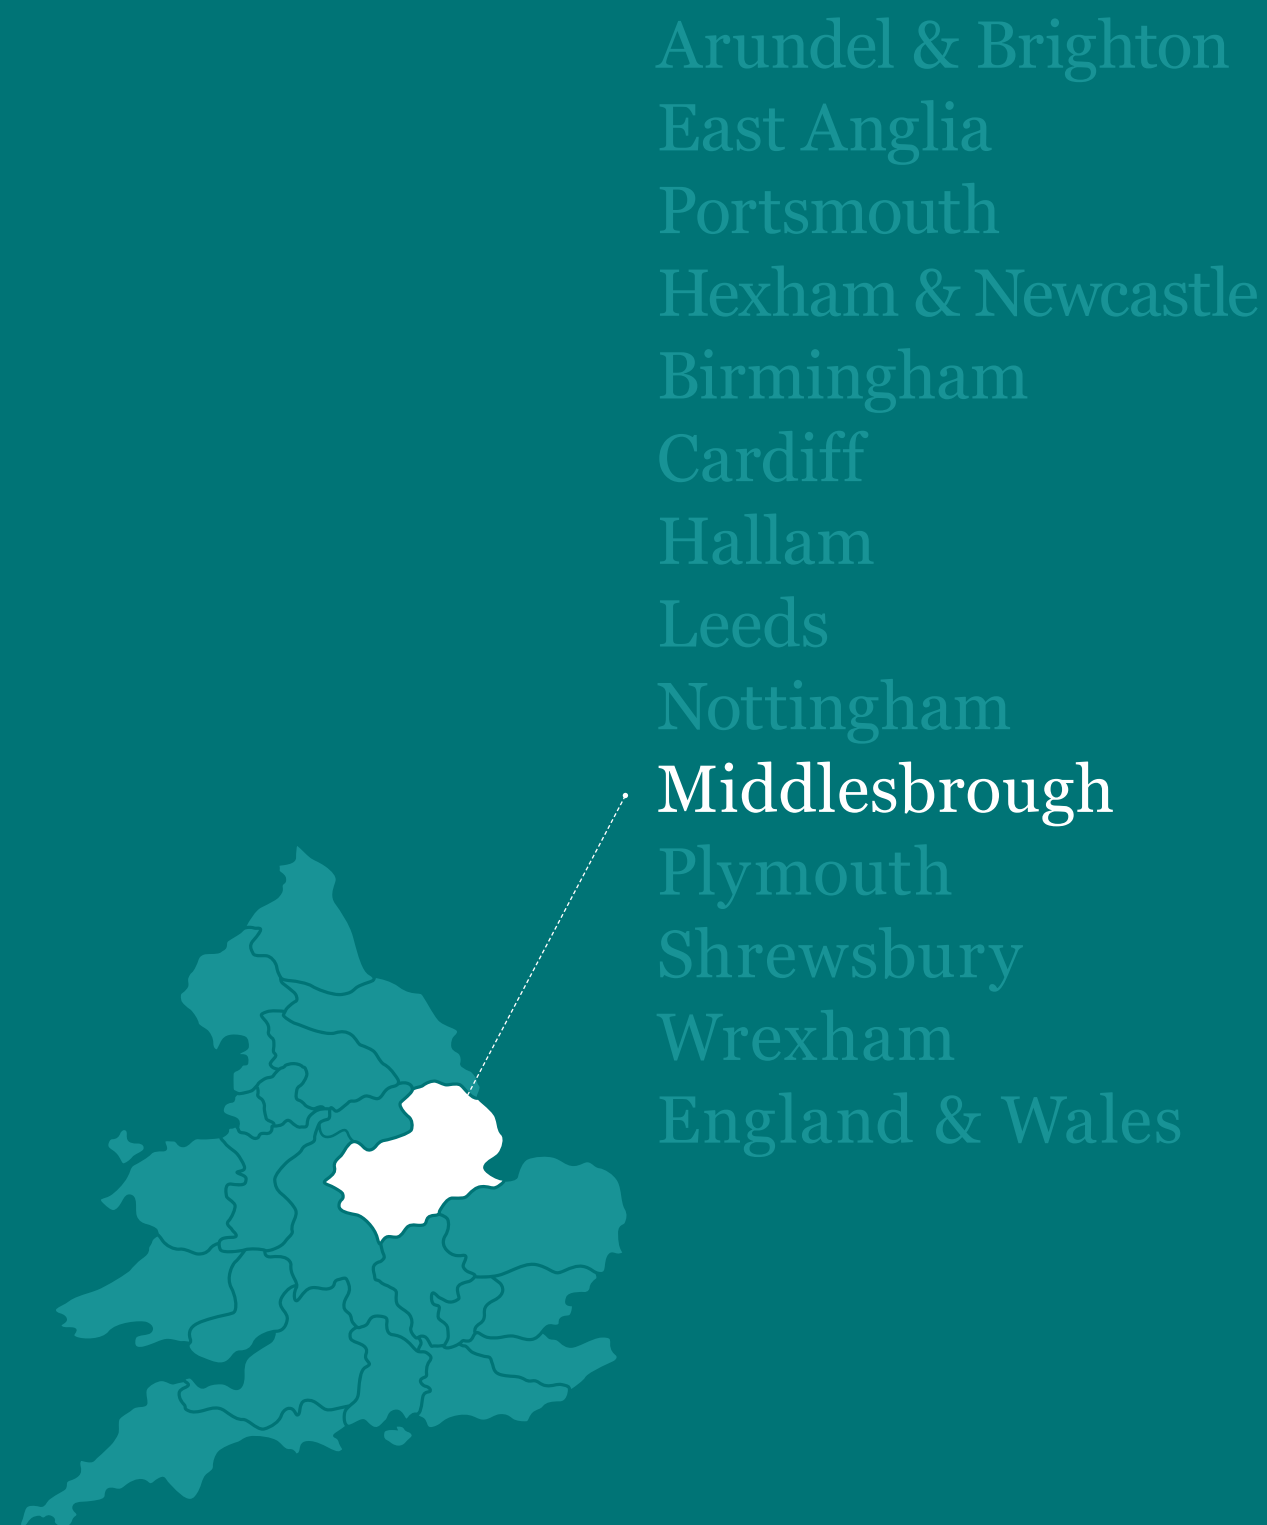 Arundel & Brighton
East Anglia
Portsmouth
Hexham & Newcastle
Birmingham
Cardiff
Hallam
Leeds
Nottingham
Middlesbrough
Plymouth
Shrewsbury
Wrexham
England & Wales